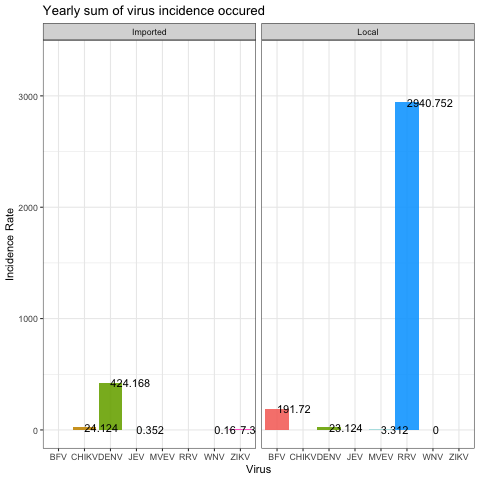 Yearly sum of virus incidence occured
Imported
Local
3000
2000
1000
0
Incidence Rate
424.168
24.124
0.352
0.16
7.3
2940.752
191.72
23.124
3.312
0
BFV CHIKV DENV JEV MVEV RRV WNV ZIKV
BFV CHIKV DENV JEV MVEV RRV WNV ZIKV
Virus